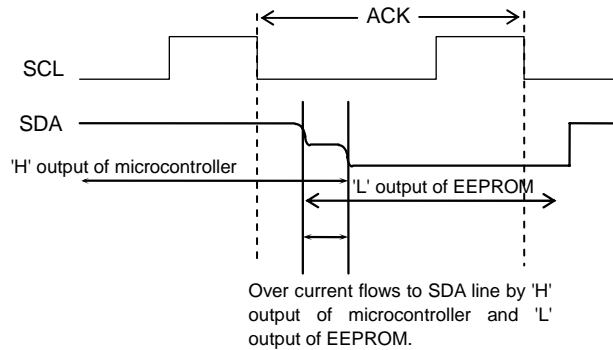 ACK
SCL
SDA
'H' output of microcontroller
'L' output of EEPROM
Over current flows to SDA line by 'H'
output of microcontroller and 'L'
output of EEPROM.